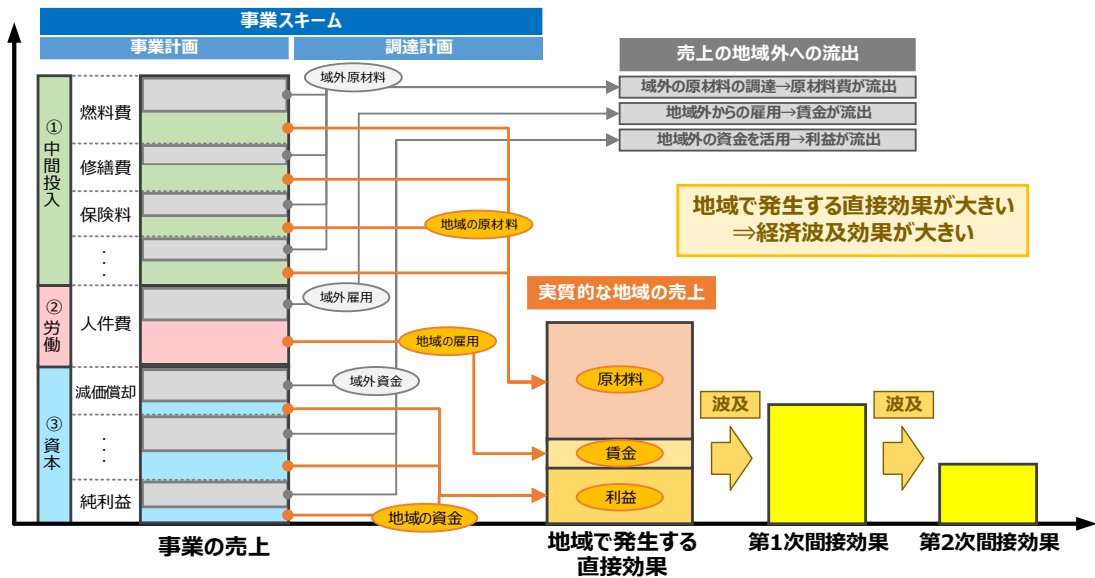 事業スキーム
事業計画
調達計画
売上の地域外への流出
域外の原材料の調達→原材料費が流出
地域外からの雇用→賃金が流出
地域外の資金を活用→利益が流出
地域で発生する直接効果が大きい
⇒経済波及効果が大きい
①中間投入
燃料費
修繕費
保険料
・・・
②労働
人件費
③資本
減価償却
・・・
純利益
域外原材料
地域の原材料
域外雇用
地域の雇用
域外資金
地域の資金
実質的な地域の売上
原材料
賃金
利益
波及
波及
事業の売上
地域で発生する
直接効果
第1次間接効果
第2次間接効果